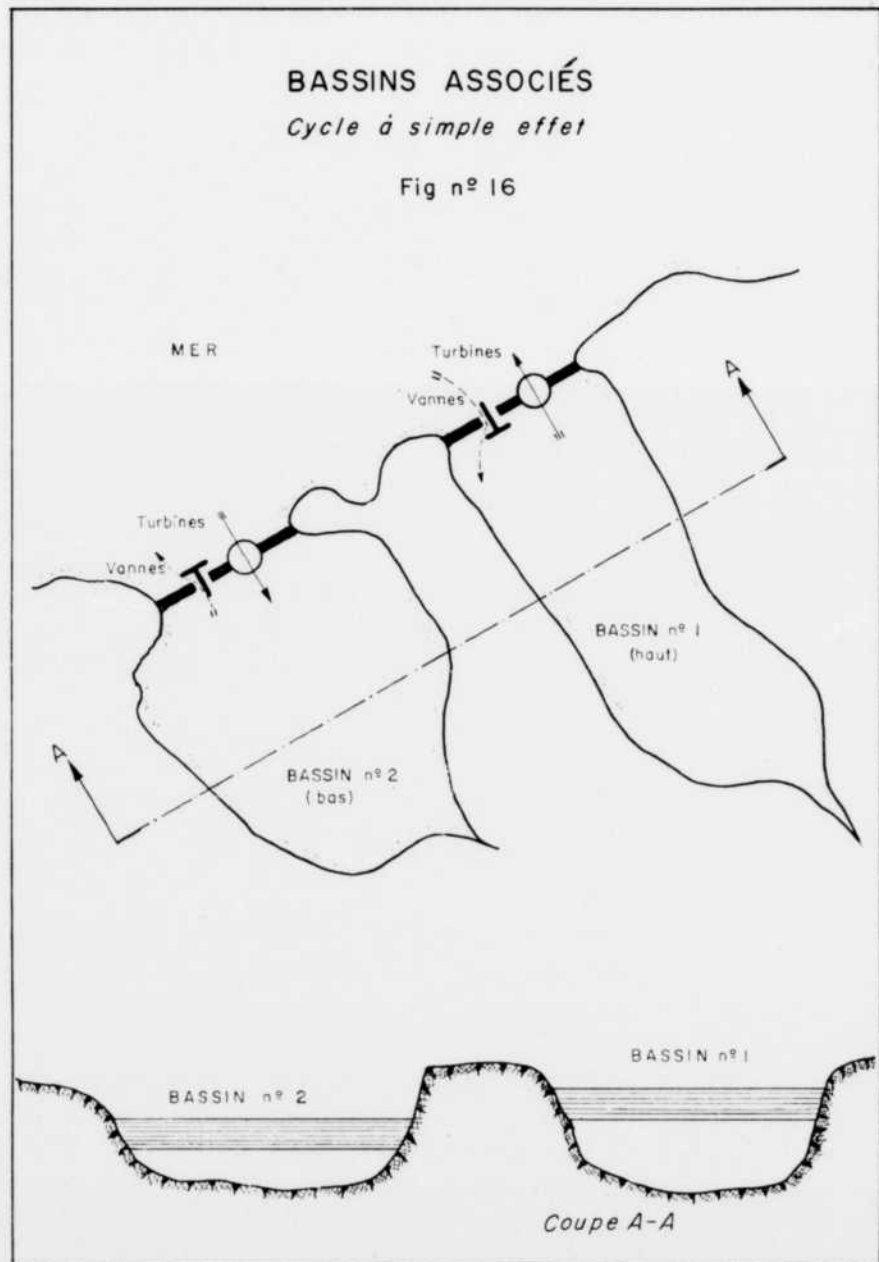 BASSINS ASSOCIÉS
Cycle à simple effet
Fig nº 16
MER
Turbines
Vannes
A
Turbines
Vannes
BASSIN nº 1
(haut)
A
BASSIN nº 2
(bas)
BASSIN nº 1
BASSIN nº 2
Coupe A-A